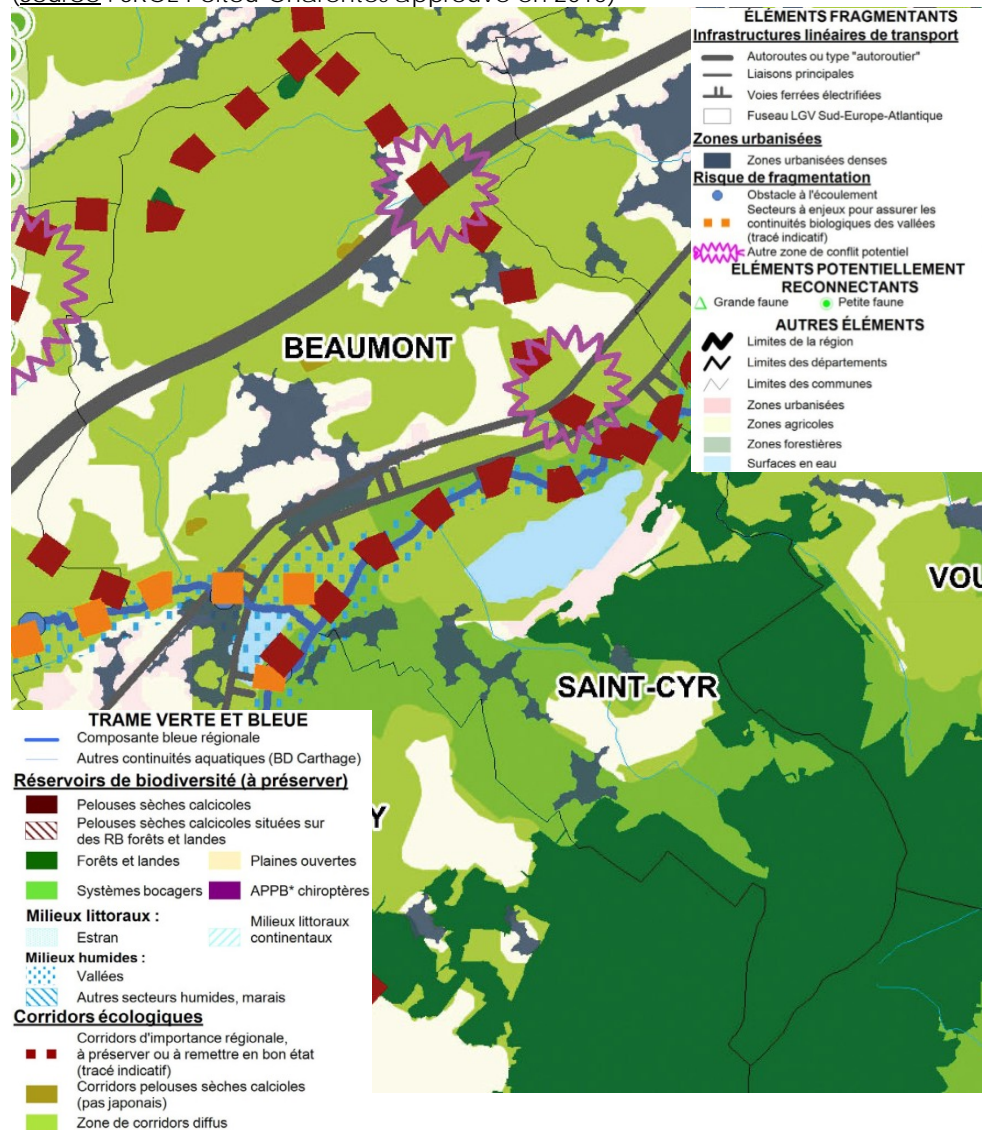 ÉLÉMENTS FRAGMENTANTS
Infrastructures linéaires de transport
Autoroutes ou type "autoroutier"
Liaisons principales
Voies ferrées électrifiées
Fuseau LGV Sud-Europe-Atlantique
Zones urbanisées
Zones urbanisées denses
Risque de fragmentation
Obstacle à l'écoulement
Secteurs à enjeux pour assurer les
continuités biologiques des vallées
(tracé indicatif)
Autre zone de conflit potentiel
ÉLÉMENTS POTENTIELLEMENT
RECONNECTANTS
Grande faune Petite faune
AUTRES ÉLÉMENTS
Limites de la région
Limites des départements
Limites des communes
Zones urbanisées
Zones agricoles
Zones forestières
Surfaces en eau
BEAUMONT
VOU
SAINT-CYR
Y
TRAME VERTE ET BLEUE
Composante bleue régionale
Autres continuités aquatiques (BD Carthage)
Réservoirs de biodiversité (à préserver)
Pelouses sèches calcicoles
Pelouses sèches calcicoles situées sur
des RB forêts et landes
Forêts et landes Plaines ouvertes
Systèmes bocagers APPB* chiroptères
Milieux littoraux :
Estran
Milieux littoraux
continentaux
Milieux humides :
Vallées
Autres secteurs humides, marais
Corridors écologiques
Corridors d'importance régionale,
à préserver ou à remettre en bon état
(tracé indicatif)
Corridors pelouses sèches calcioles
(pas japonais)
Zone de corridors diffus